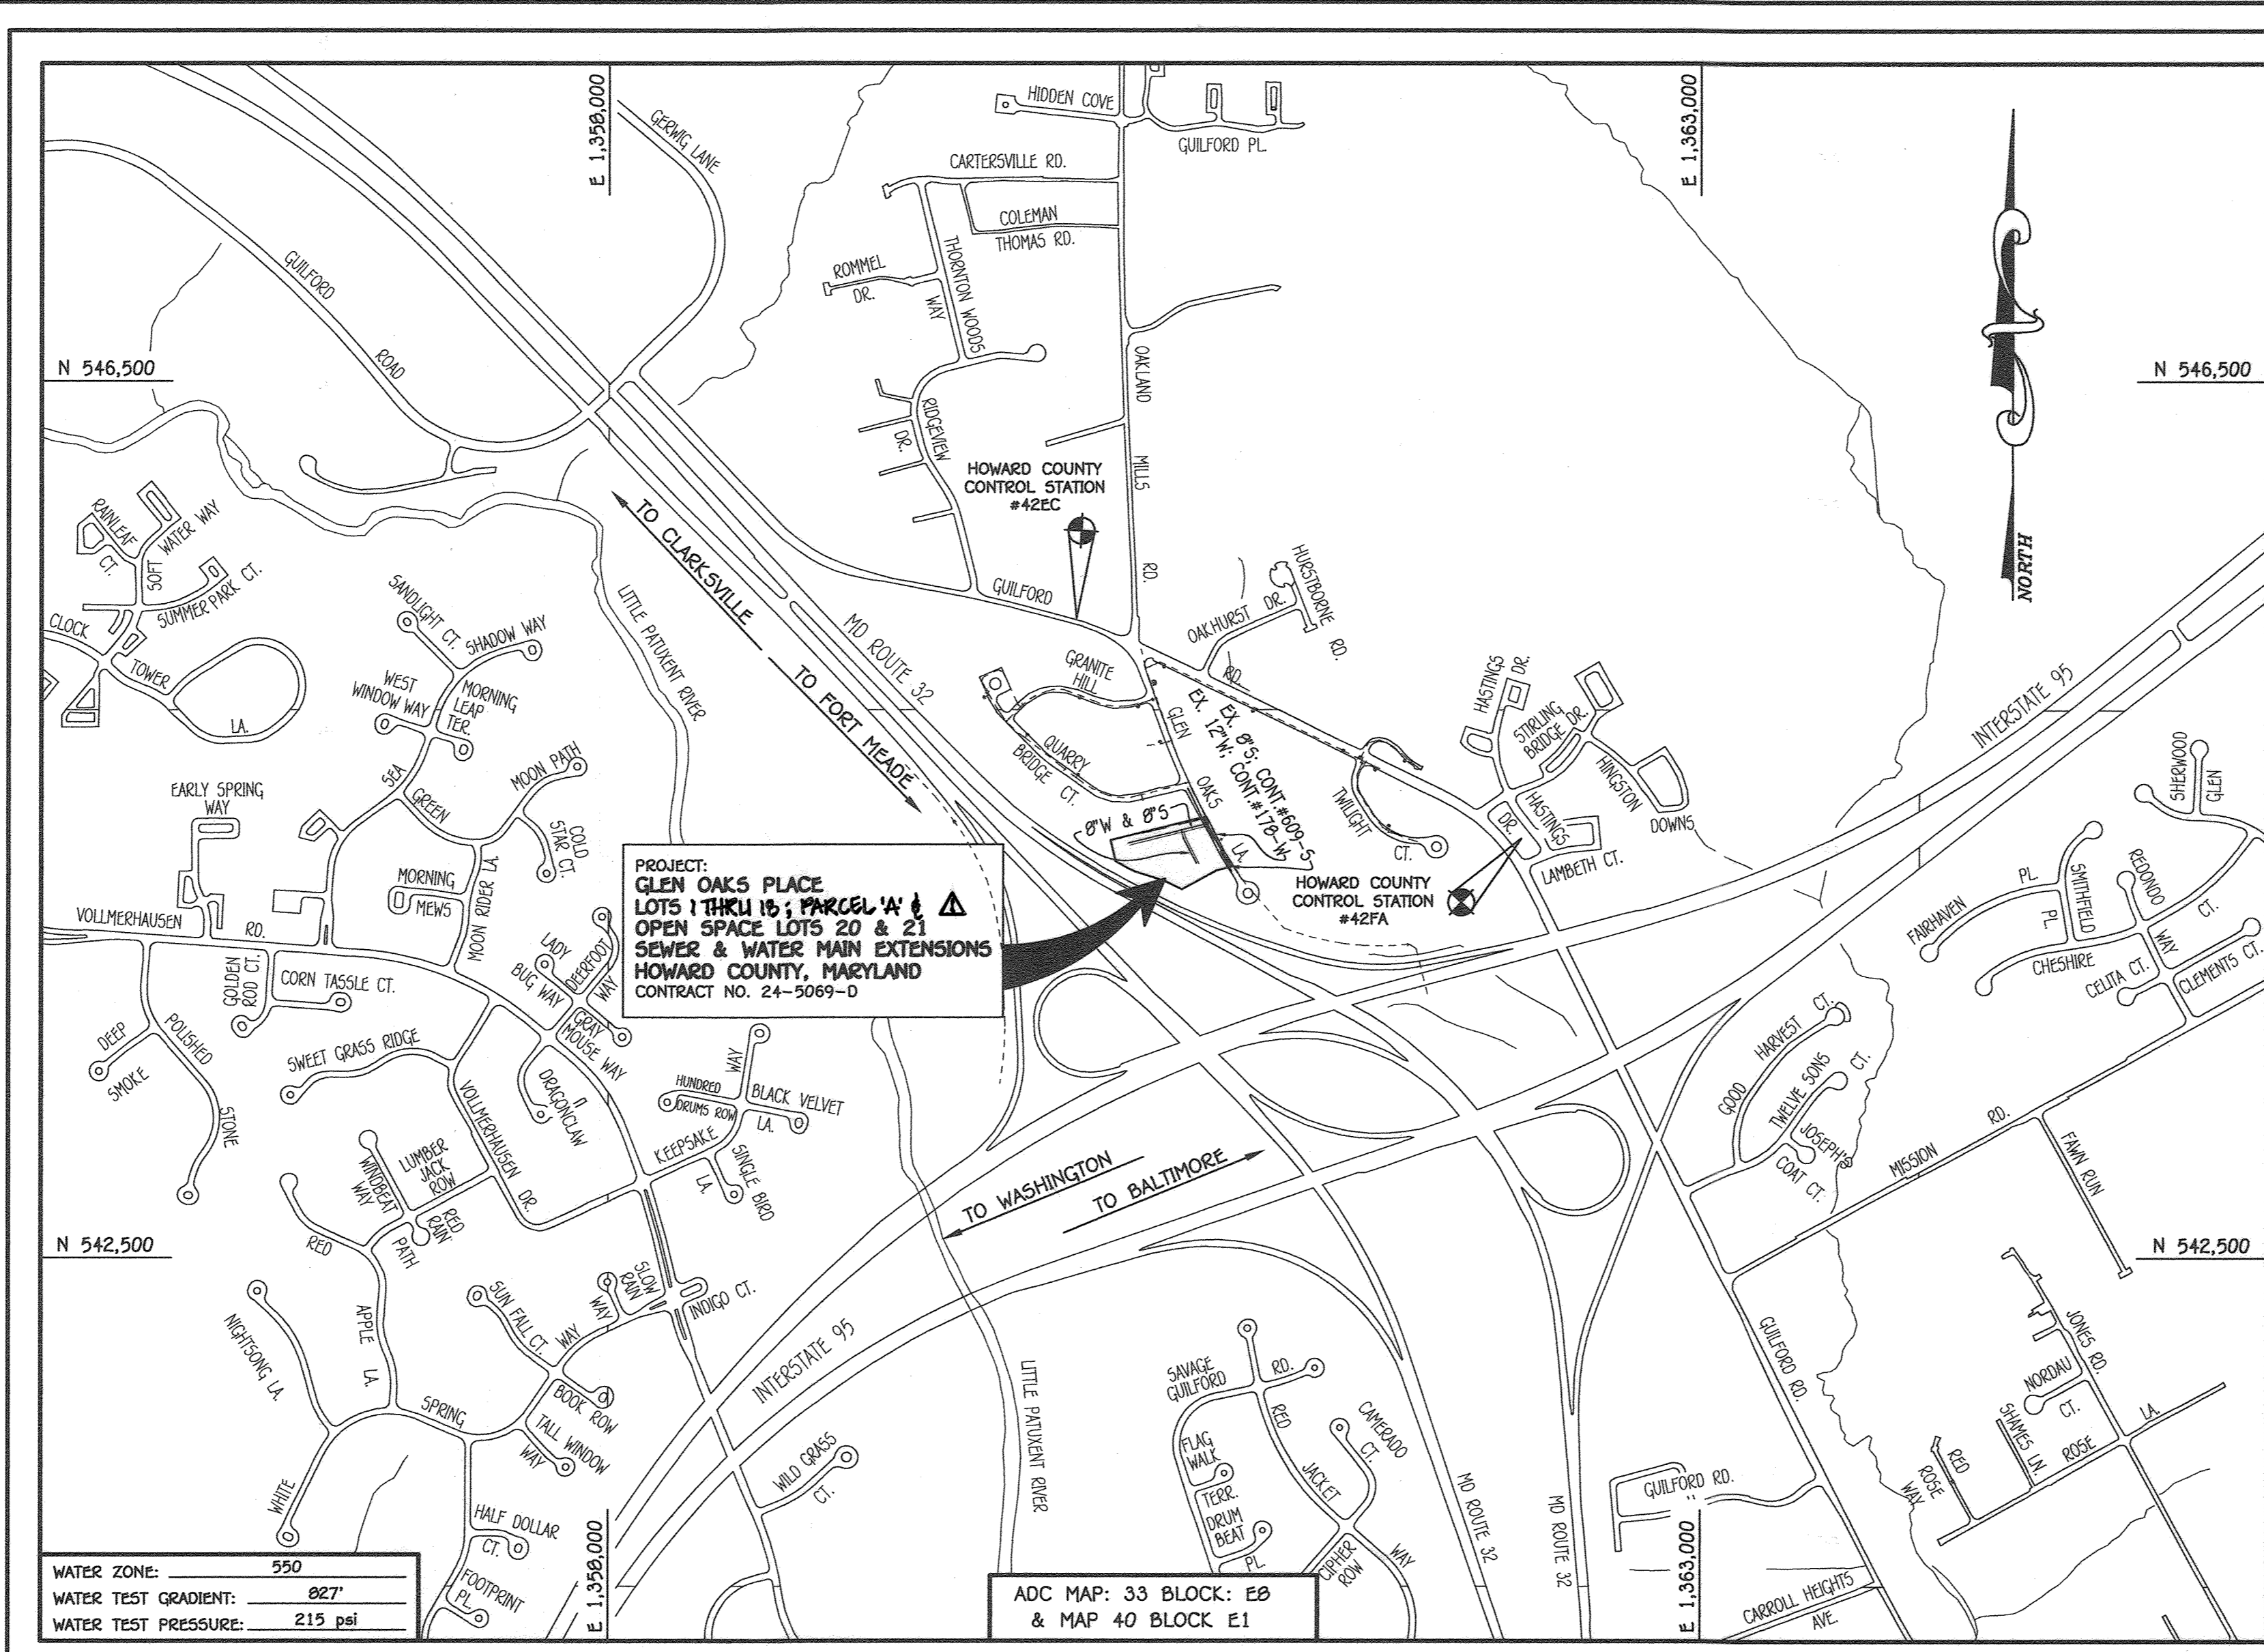 E 1,358,000
E 1,363,000
HIDDEN COVE
GUILFORD PL.
GERWIG LANE
CARTERSVILLE RD.
COLEMAN
THOMAS RD.
THORNTON WOODS
WAY
ROMMEL
DR.
GUILFORD
ROAD
N 546,500
N 546,500
OAKLAND
MILLS
RD.
RIDGEVIEW
DR.
HOWARD COUNTY
CONTROL STATION
#42EC
NORTH
RAINLEAF
CT.
SOFT
WATER WAY
SUMMER PARK CT.
CLOCK
TOWER
LA.
SANDLIGHT CT.
SHADOW WAY
WEST
WINDOW WAY
MORNING
LEAP
TER.
SEA
GREEN
MOON PATH
COLD
STAR CT.
LITTLE PATUXENT RIVER
TO CLARKSVILLE
TO FORT MEADE
MD ROUTE 32
GUILFORD
RD.
GRANITE
HILL
QUARRY
BRIDGE CT.
GLEN
OAKS
LA.
EX. 8"S; CONT.#609-S
EX. 12"W; CONT.#178-W
8"W & 8"S
OAKHURST DR.
HURSTBORNE
RD.
TWILIGHT
CT.
HASTINGS
DR.
STIRLING
BRIDGE DR.
HINGSTON
DOWNS
HASTINGS
DR.
LAMBETH CT.
HOWARD COUNTY
CONTROL STATION
#42FA
INTERSTATE 95
SHERWOOD
GLEN
REDONDO
CT.
WAY
SMITHFIELD
PL.
FAIRHAVEN
PL.
CHESHIRE
CELITA CT.
CLEMENTS CT.
EARLY SPRING
WAY
MORNING
MEWS
MOON RIDER LA.
VOLLMERHAUSEN
RD.
PROJECT:
GLEN OAKS PLACE
LOTS 1 THRU 18; PARCEL 'A' &
OPEN SPACE LOTS 20 & 21
SEWER & WATER MAIN EXTENSIONS
HOWARD COUNTY, MARYLAND
CONTRACT NO. 24-5069-D
GOLDEN
ROD CT.
CORN TASSLE CT.
LADY
BUG WAY
DEERFOOT
WAY
GRAY
MOUSE WAY
DEEP
SMOKE
POLISHED
STONE
SWEET GRASS RIDGE
VOLLMERHAUSEN
DR.
DRAGONCLAW
HUNDRED
DRUMS ROW
WAY
BLACK VELVET
LA.
KEEPSAKE
LA.
SINGLE BIRD
WINDBEAT
WAY
LUMBER
JACK
ROW
RED
RAIN
PATH
RED
APPLE
LA.
GOOD
HARVEST CT.
TWELVE SONS
CT.
JOSEPH'S
COAT CT.
MISSION
RD.
FAWN RUN
TO WASHINGTON
TO BALTIMORE
N 542,500
N 542,500
NIGHTSONG LA.
SUN FALL CT.
SLOW
RAIN
WAY
WAY
INDIGO CT.
INTERSTATE 95
LITTLE PATUXENT RIVER
SPRING
BOOK ROW
TALL WINDOW
WAY
WHITE
WILD GRASS
CT.
HALF DOLLAR
CT.
FOOTPRINT
PL.
SAVAGE
GUILFORD
RD.
RED
JACKET
WAY
CAMERADO
CT.
FLAG
WALK
TERR.
DRUM
BEAT
PL.
CIPHER
ROW
MD ROUTE 32
MD ROUTE 32
GUILFORD RD.
GUILFORD RD.
JONES RD.
NORDAU
CT.
SHAMES LN.
ROSE
LA.
RED
ROSE
WAY
CARROLL HEIGHTS
AVE.
WATER ZONE: 550
WATER TEST GRADIENT: 827'
WATER TEST PRESSURE: 215 psi
E 1,358,000
ADC MAP: 33 BLOCK: E8
& MAP 40 BLOCK E1
E 1,363,000